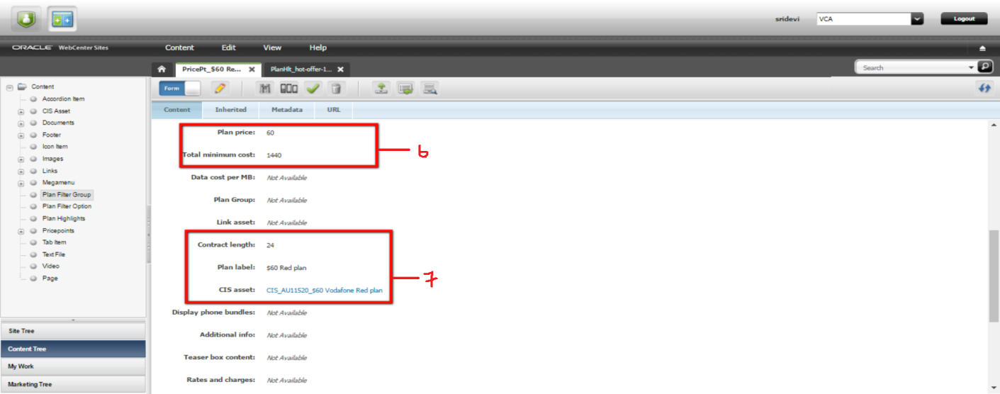 sridevi VCA Logout
ORACLE WebCenter Sites Content Edit View Help
PricePt_$60 Re... PlanHlt_hot-offer-1... Search
Form
Content Inherited Metadata URL
Content
Accordion Item
CIS Asset
Documents
Footer
Icon Item
Images
Links
Megamenu
Plan Filter Group
Plan Filter Option
Plan Highlights
Pricepoints
Tab Item
Text File
Video
Page
Site Tree
Content Tree
My Work
Marketing Tree
Plan price: 60
Total minimum cost: 1440
6
Data cost per MB: Not Available
Plan Group: Not Available
Link asset: Not Available
Contract length: 24
Plan label: $60 Red plan
7
CIS asset: CIS_AU11520_$60 Vodafone Red plan
Display phone bundles: Not Available
Additional info: Not Available
Teaser box content: Not Available
Rates and charges: Not Available